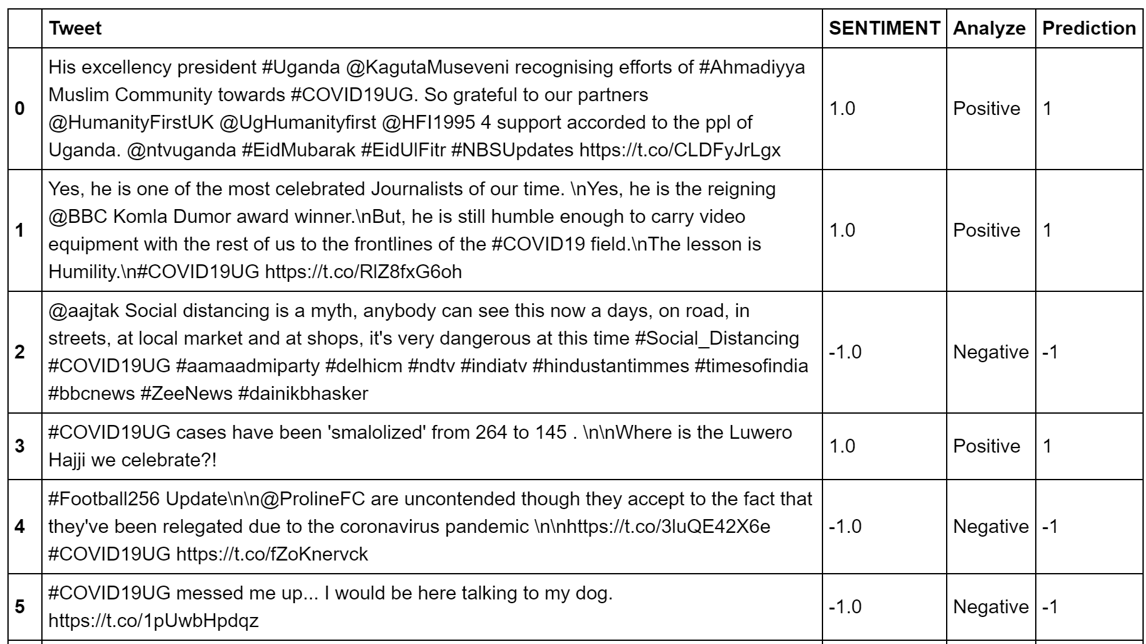 Tweet SENTIMENT Analyze Prediction
His excellency president #Uganda @KagutaMuseveni recognising efforts of #Ahmadiyya
Muslim Community towards #COVID19UG. So grateful to our partners
0 @HumanityFirstUK @UgHumanityfirst @HFI1995 4 support accorded to the ppl of 1.0 Positive 1
Uganda. @ntvuganda #EidMubarak #EidUlFitr #NBSUpdates https://t.co/CLDFyJrLgx
Yes, he is one of the most celebrated Journalists of our time. \nYes, he is the reigning
@BBC Komla Dumor award winner.\nBut, he is still humble enough to carry video
1 equipment with the rest of us to the frontlines of the #COVID19 field.\nThe lesson is 1.0 Positive 1
Humility.\n#COVID19UG https://t.co/RlZ8fxG6oh
@aajtak Social distancing is a myth, anybody can see this now a days, on road, in
streets, at local market and at shops, it's very dangerous at this time #Social_Distancing
2 #COVID19UG #aamaadmiparty #delhicm #ndtv #indiatv #hindustantimmes #timesofindia -1.0 Negative -1
#bbcnews #ZeeNews #dainikbhasker
3 #COVID19UG cases have been 'smalolized' from 264 to 145 . \n\nWhere is the Luwero 1.0 Positive 1
Hajji we celebrate?!
#Football256 Update\n\n@ProlineFC are uncontended though they accept to the fact that
4 they've been relegated due to the coronavirus pandemic \n\nhttps://t.co/3luQE42X6e -1.0 Negative -1
#COVID19UG https://t.co/fZoKnervck
5 #COVID19UG messed me up... I would be here talking to my dog. -1.0 Negative -1
https://t.co/1pUwbHpdqz